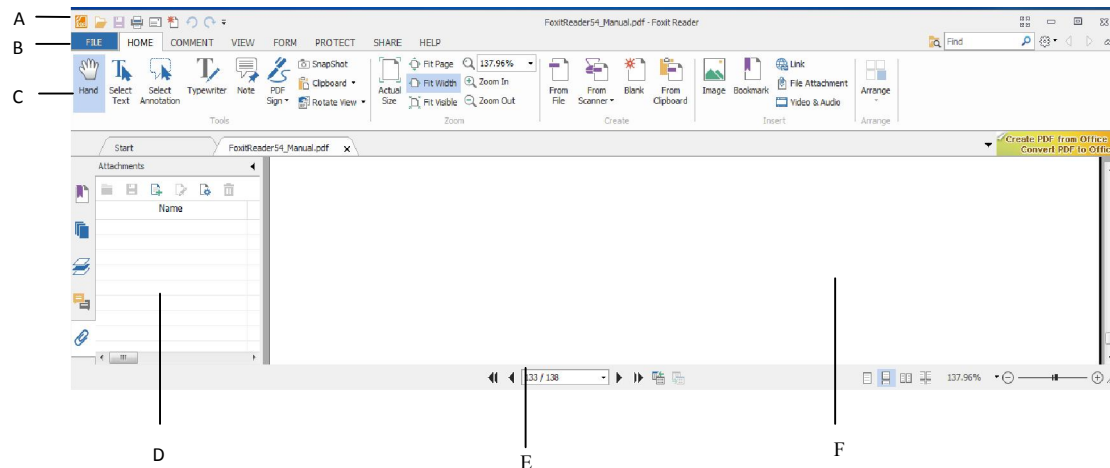 A
FoxitReader54_Manual.pdf - Foxit Reader
B
FILE HOME COMMENT VIEW FORM PROTECT SHARE HELP
Find
C
Hand
Select Text
Select Annotation
Typewriter
Note
PDF Sign
SnapShot
Clipboard
Rotate View
Tools
Actual Size
Fit Page
Fit Width
Fit Visible
137.96%
Zoom In
Zoom Out
Zoom
From File
From Scanner
Blank
From Clipboard
Create
Image
Bookmark
Link
File Attachment
Video & Audio
Insert
Arrange
Arrange
Start
FoxitReader54_Manual.pdf x
Create PDF from Office
Convert PDF to Offic
Attachments
Name
133 / 138
137.96%
D
E
F